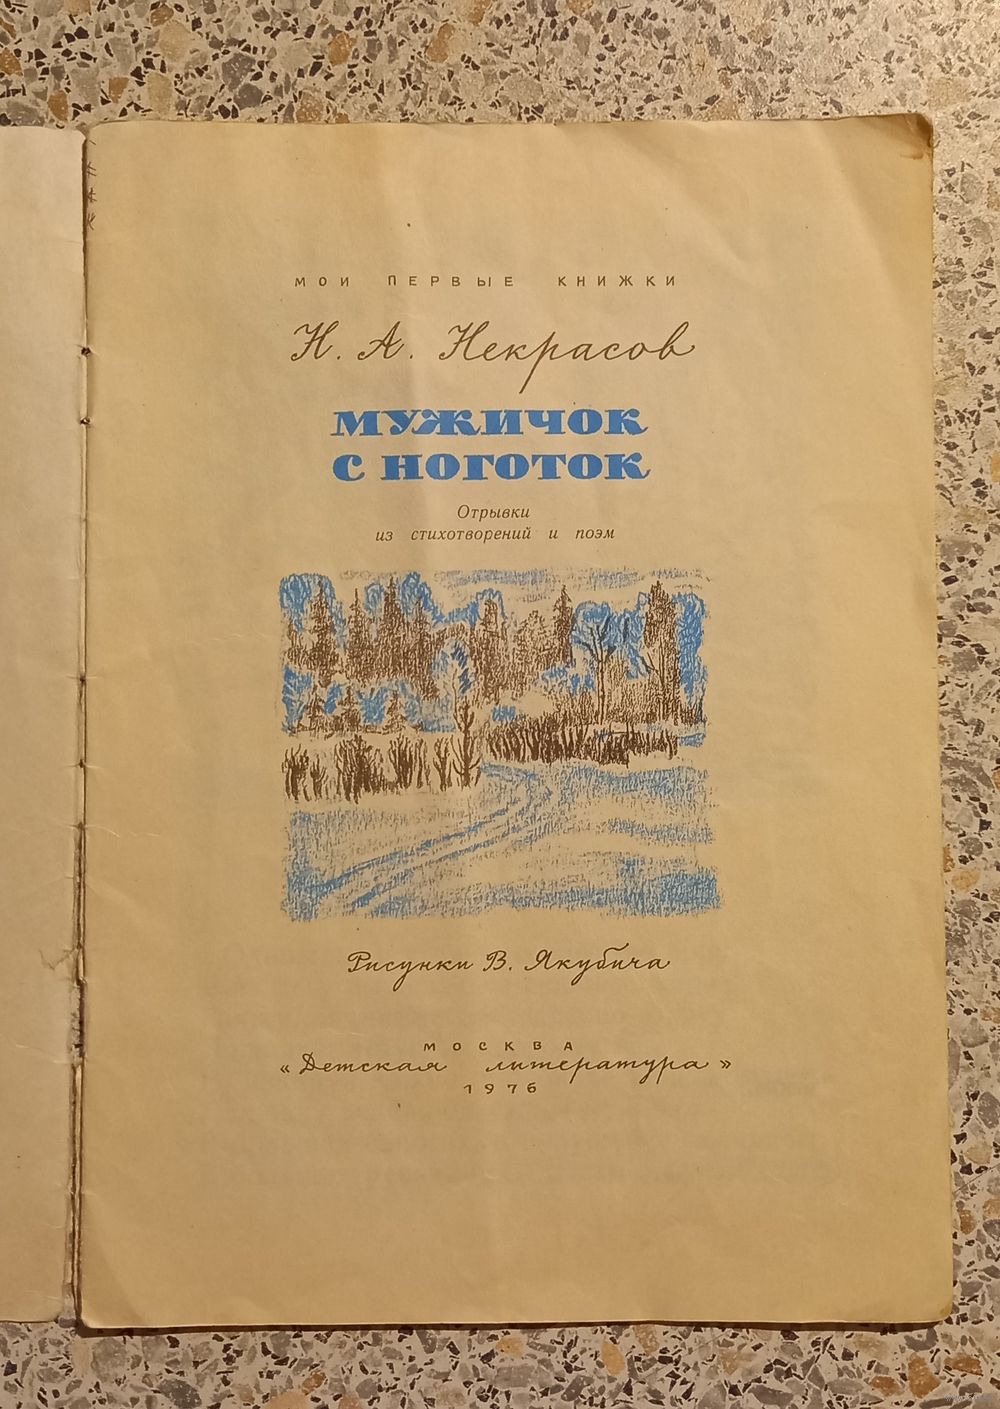 МОИ ПЕРВЫЕ КНИЖКИ
Н. А. Некрасов
МУЖИЧОК
С НОГОТОК
Отрывки
из стихотворений и поэм
Рисунки В. Якубича
МОСКВА
«Детская литература»
1976